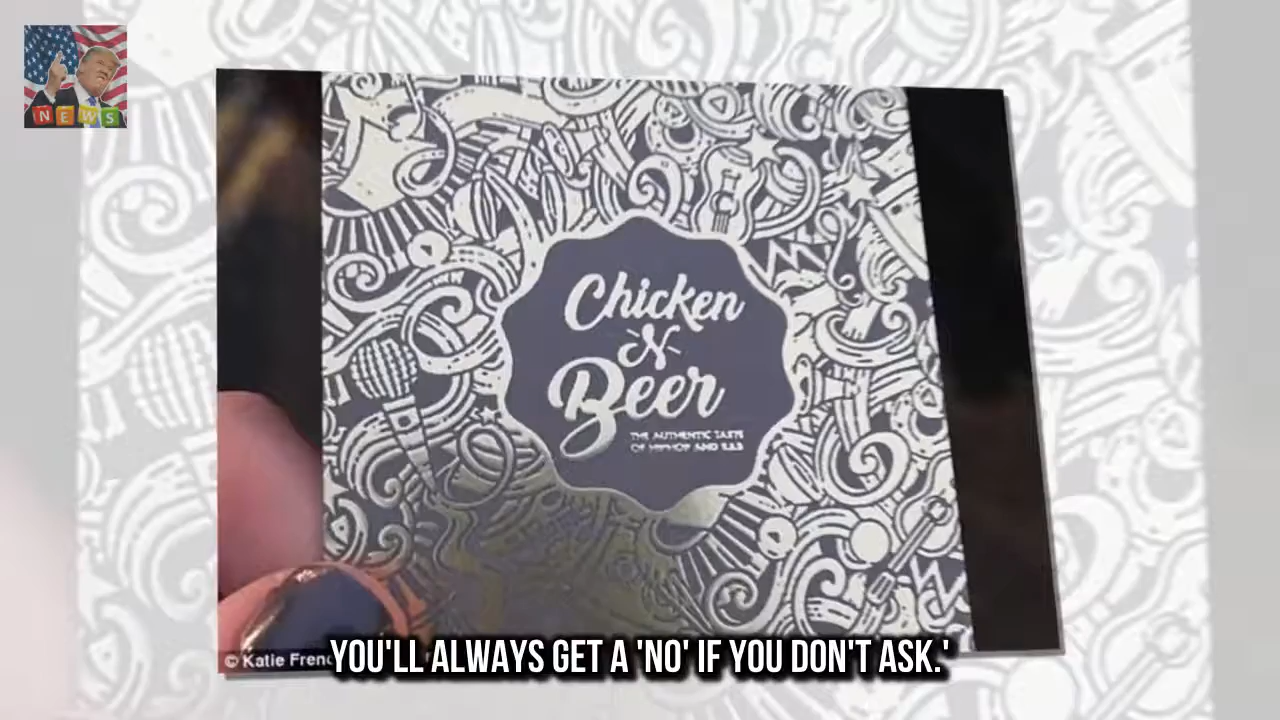 NEWS
Chicken
N
Beer
THE AUTHENTIC TASTE
OF HIPHOP AND R&B
© Katie Fren
YOU'LL ALWAYS GET A 'NO' IF YOU DON'T ASK.'